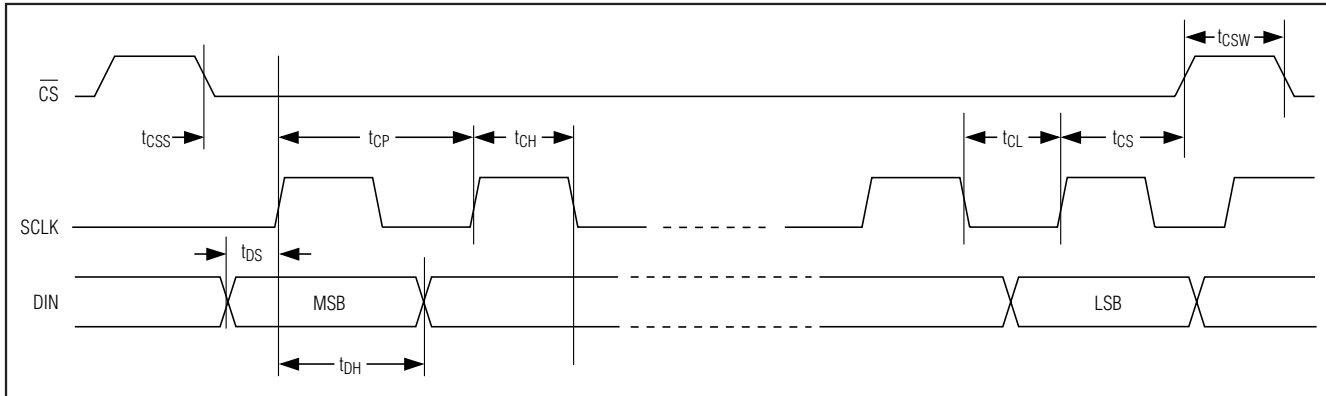 tCSW
CS
tCSS
tCP
tCH
tCL
tCS
SCLK
tDS
DIN
MSB
LSB
tDH